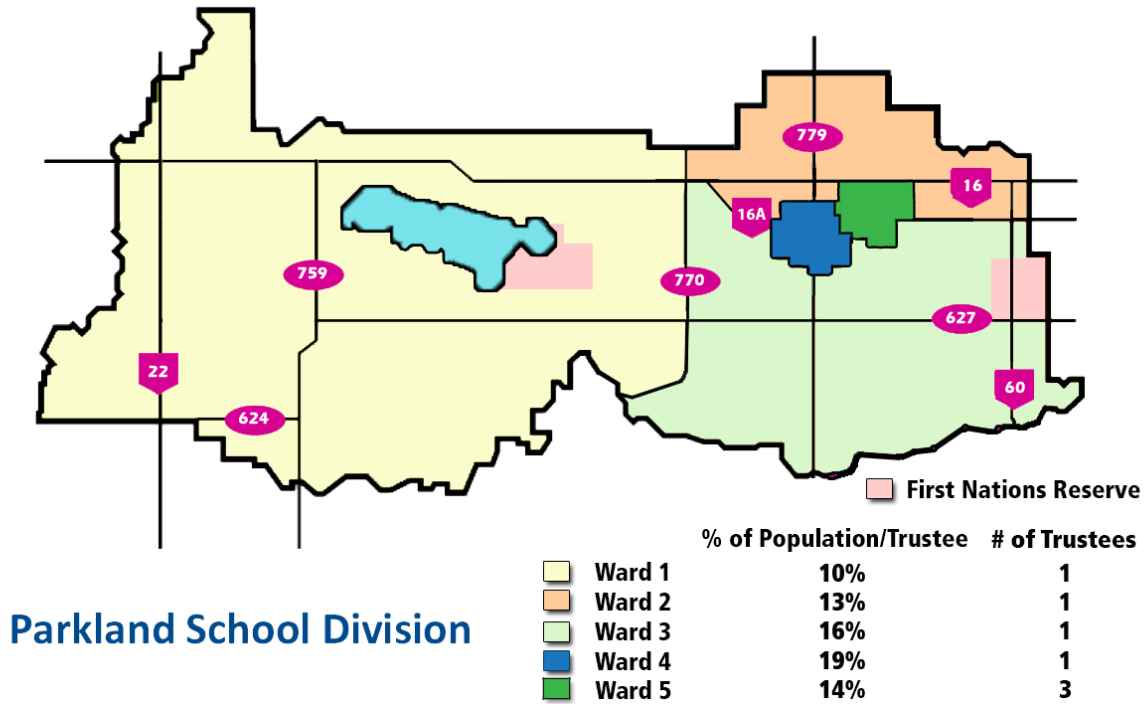 779
16
16A
759
770
627
22
60
624
First Nations Reserve
% of Population/Trustee # of Trustees
Ward 1 10% 1
Ward 2 13% 1
Ward 3 16% 1
Ward 4 19% 1
Ward 5 14% 3
Parkland School Division